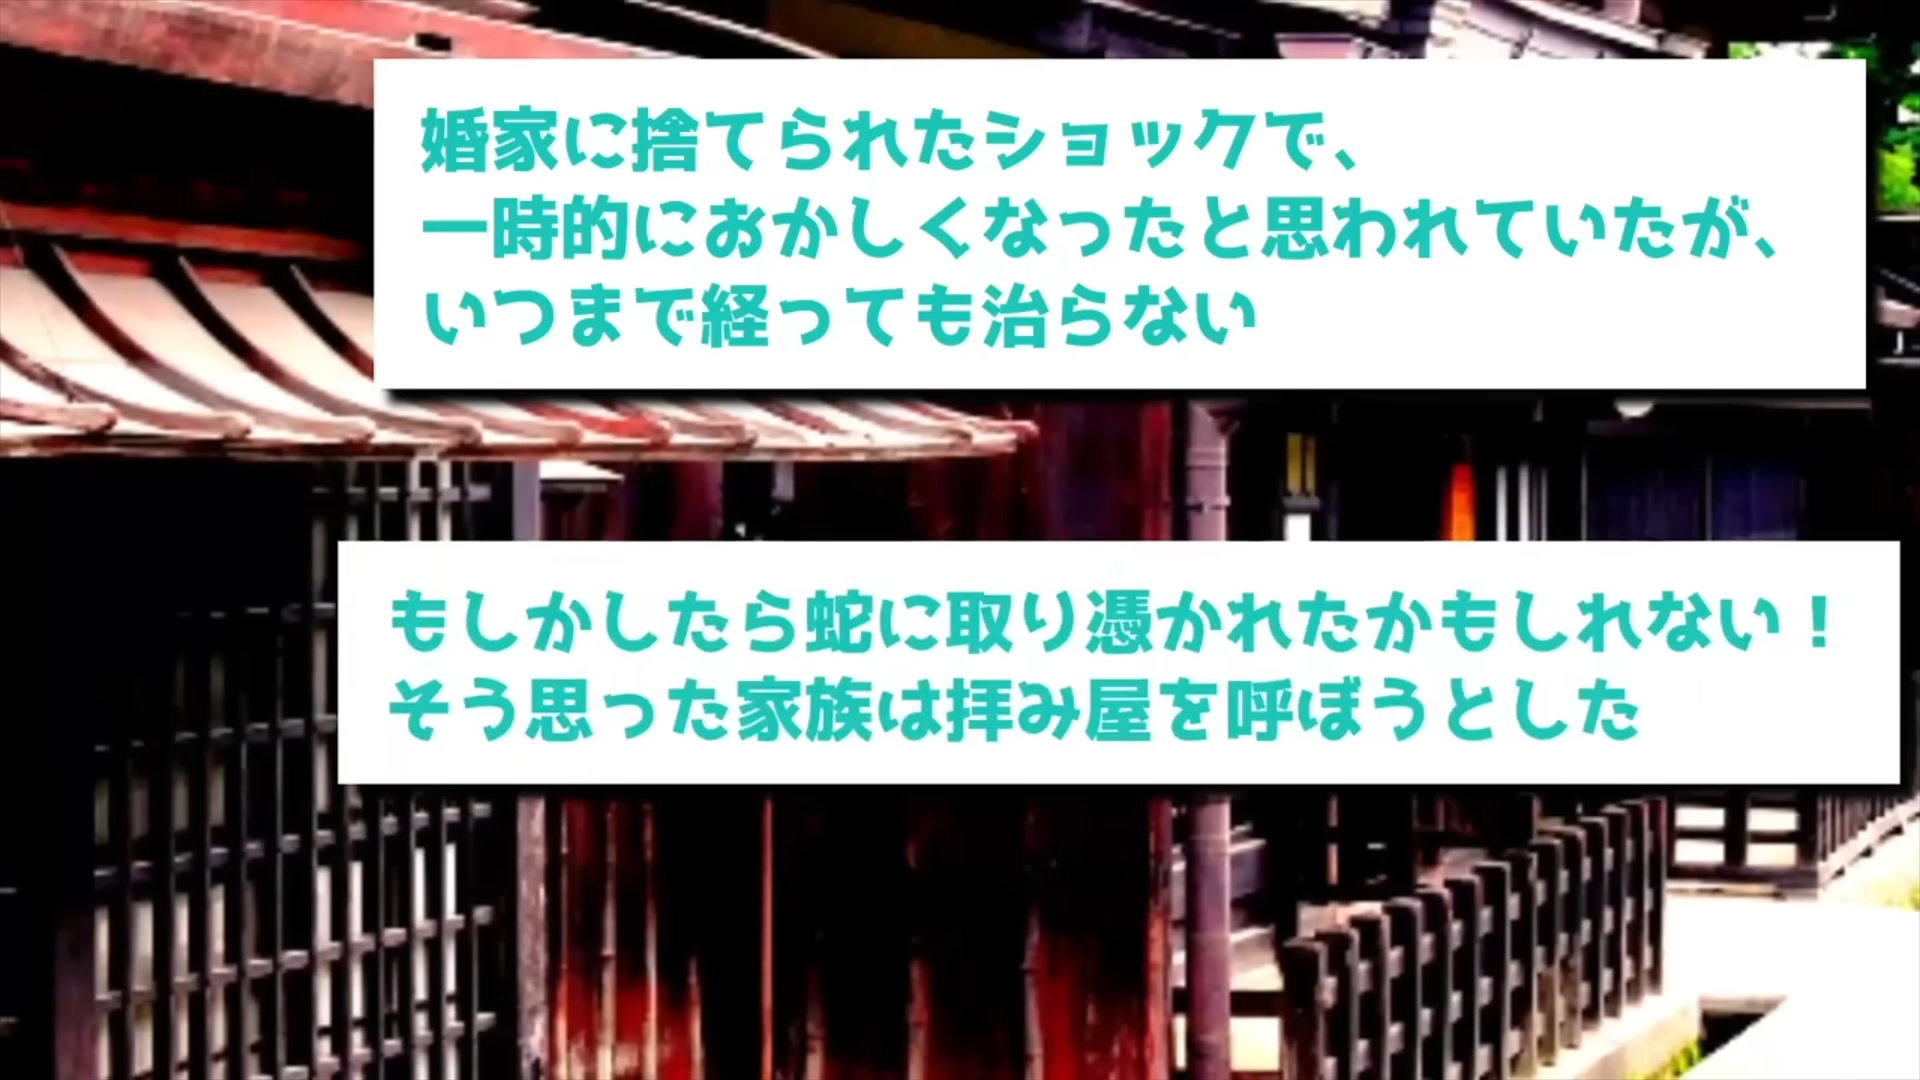 婚家に捨てられたショックで、
一時的におかしくなったと思われていたが、
いつまで経っても治らない
もしかしたら蛇に取り憑かれたかもしれない！
そう思った家族は拝み屋を呼ぼうとした